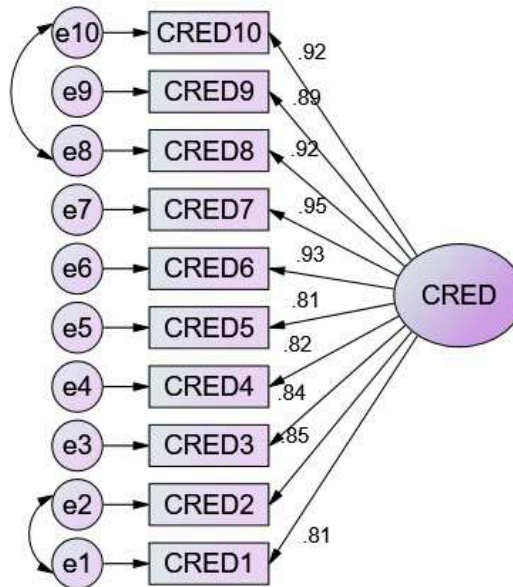 e10 CRED10 .92
e9 CRED9 .89
e8 CRED8 .92
e7 CRED7 .95
e6 CRED6 .93
CRED
e5 CRED5 .81
e4 CRED4 .82
e3 CRED3 .84
e2 CRED2 .85
e1 CRED1 .81